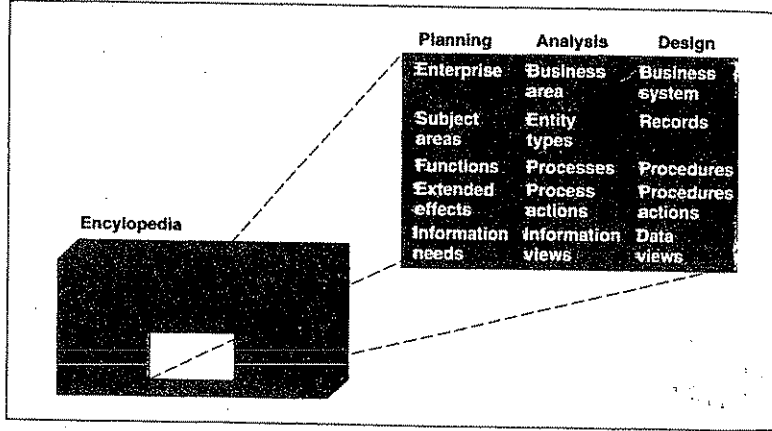 Planning Analysis Design
Enterprise Business Business
area system
Subject Entity Records
areas types
Functions Processes Procedures
Extended Process Procedures
effects actions actions
Information Information Data
needs views views
Encylopedia